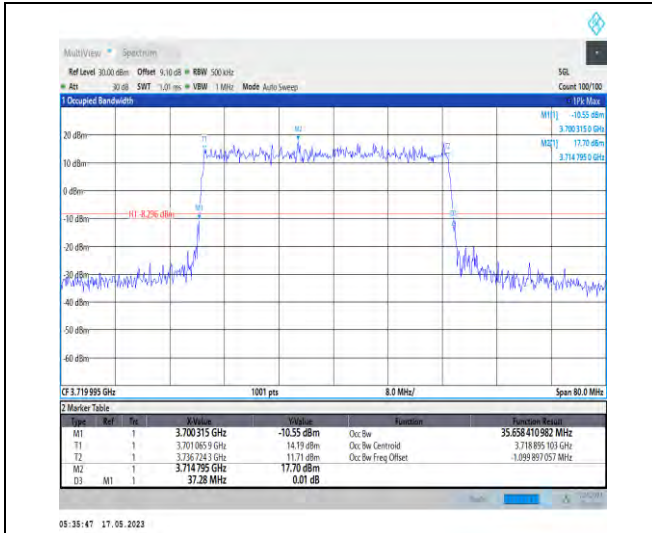 MultiView Spectrum
Ref Level 30.00 dBm Offset 9.10 dB RBW 500 kHz SGL
Att 30 dB SWT 1.01 ms VBW 1 MHz Mode Auto Sweep Count 100/100
1 Occupied Bandwidth 1Pk Max
M1[1] -10.55 dBm
3.700 315 0 GHz
20 dBm
M2
M2[1] 17.70 dBm
3.714 795 0 GHz
T1
T2
10 dBm
0 dBm
M1
-10 dBm
H1 -8.296 dBm
D3
-20 dBm
-30 dBm
-40 dBm
-50 dBm
-60 dBm
CF 3.719 995 GHz 1001 pts 8.0 MHz/ Span 80.0 MHz
2 Marker Table
Type Ref Trc X-Value Y-Value Function Function Result
M1 1 3.700 315 GHz -10.55 dBm Occ Bw 35.658 410 982 MHz
T1 1 3.701 065 9 GHz 14.19 dBm Occ Bw Centroid 3.718 895 103 GHz
T2 1 3.736 724 3 GHz 11.71 dBm Occ Bw Freq Offset -1.099 897 057 MHz
M2 1 3.714 795 GHz 17.70 dBm
D3 M1 1 37.28 MHz 0.01 dB
05:35:47 17.05.2023